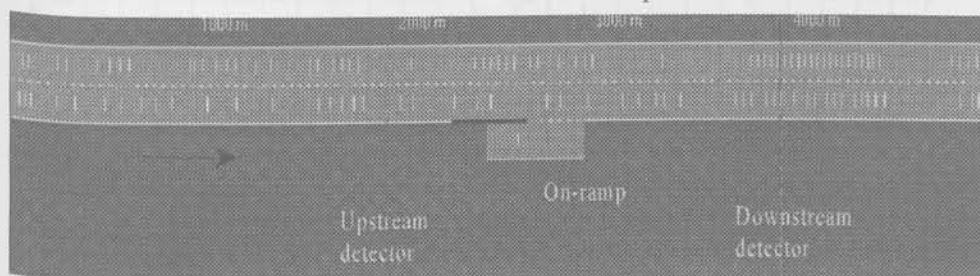 1000 m 2000 m 3000 m 4000 m
On-ramp
Upstream
detector
Downstream
detector